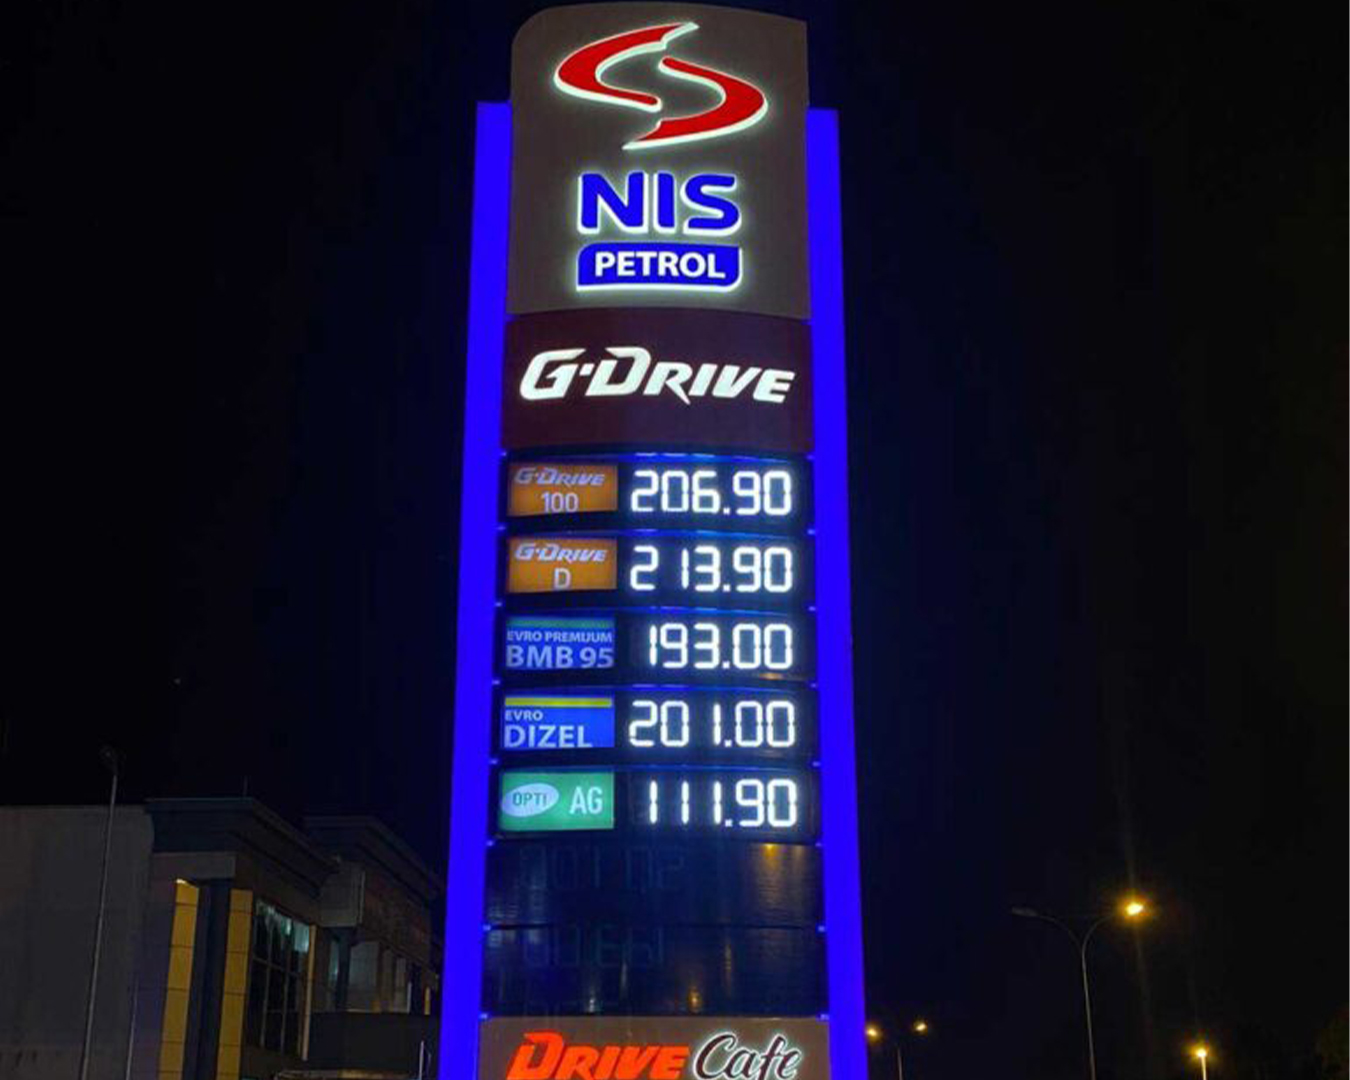 NIS
PETROL
G-DRIVE
G-DRIVE 100 206.90
G-DRIVE D 213.90
EVRO PREMIJUM BMB 95 193.00
EVRO DIZEL 201.00
OPTI AG 111.90
DRIVE Cafe